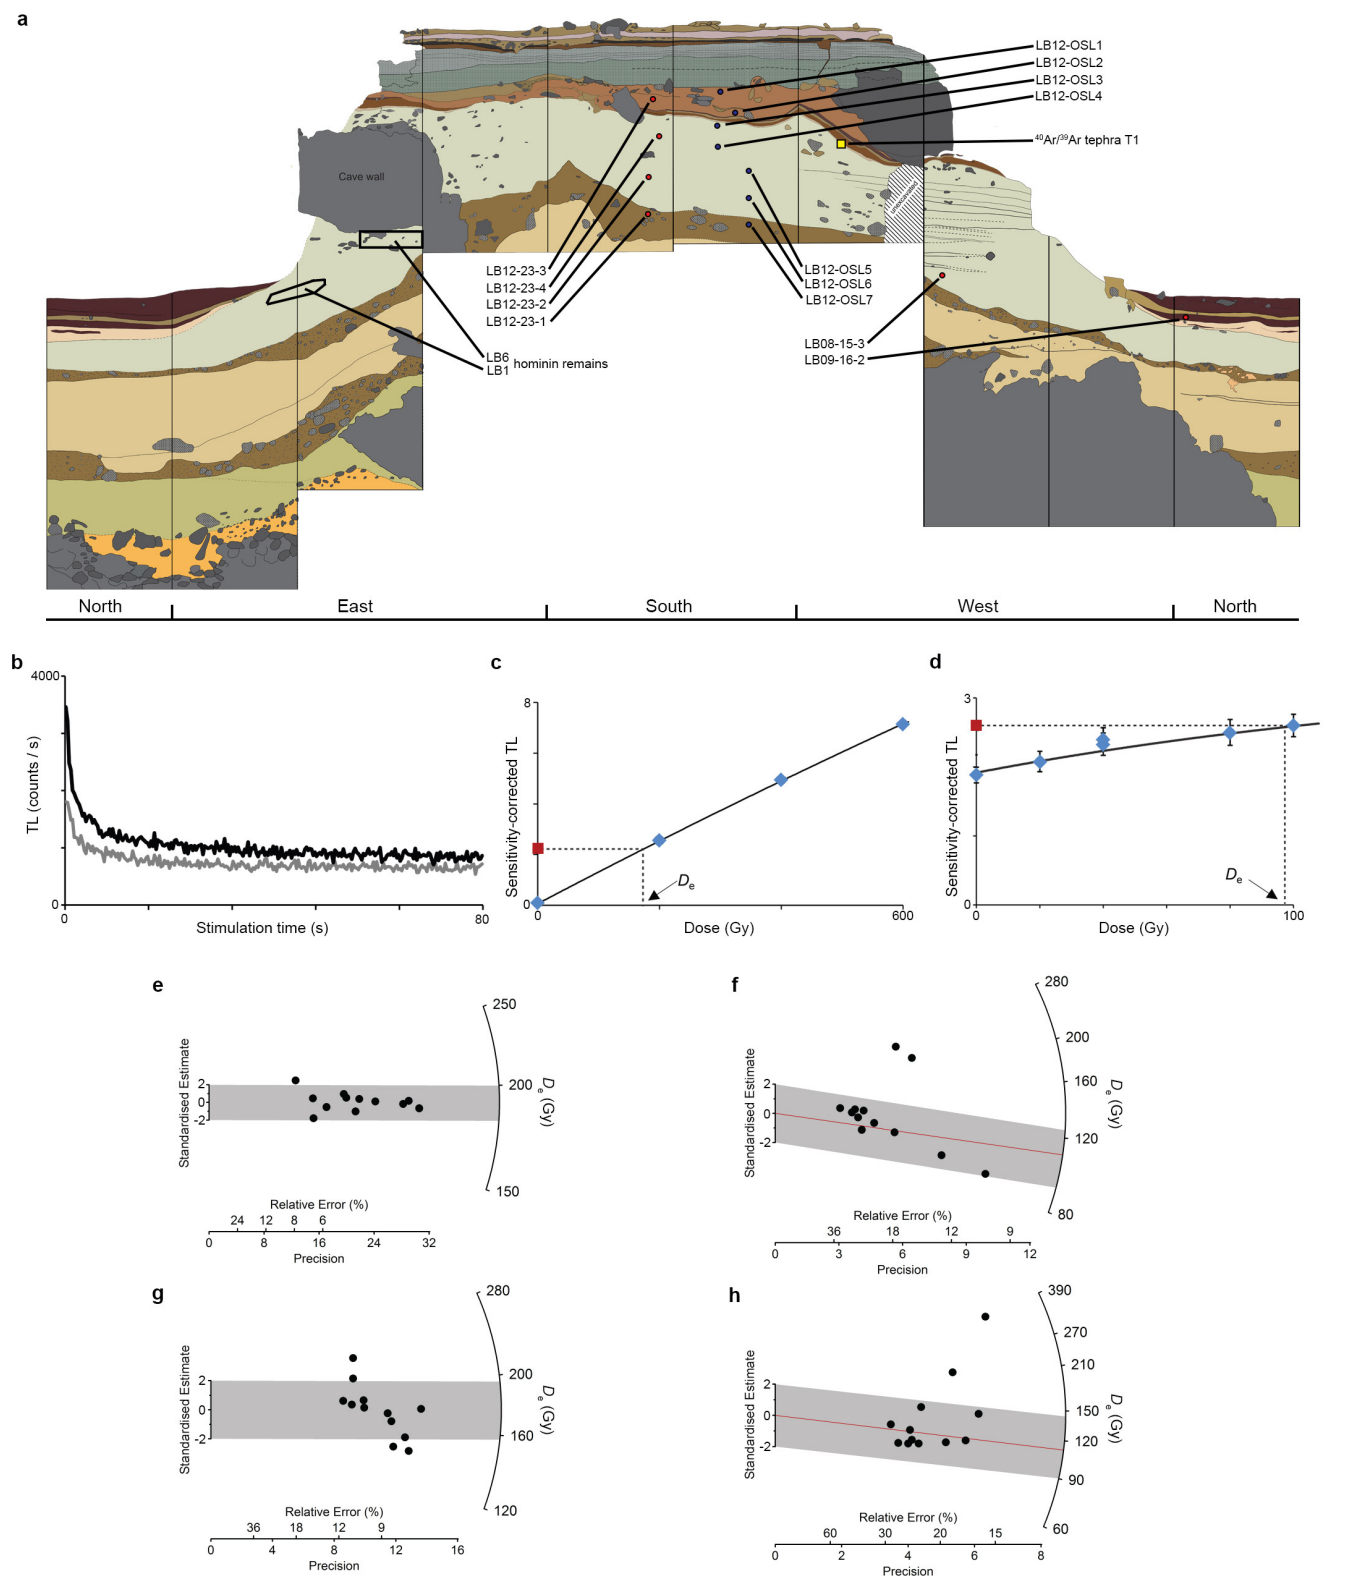 a
LB12-OSL1
LB12-OSL2
LB12-OSL3
LB12-OSL4
⁴⁰Ar/³⁹Ar tephra T1
Cave wall
unexcavated
LB12-23-3
LB12-23-4
LB12-23-2
LB12-23-1
LB12-OSL5
LB12-OSL6
LB12-OSL7
LB08-15-3
LB09-16-2
LB6
LB1
hominin remains
North
East
South
West
North
b
4000
TL (counts / s)
0
0
80
Stimulation time (s)
c
8
Sensitivity-corrected TL
0
Dₑ
0
600
Dose (Gy)
d
3
Sensitivity-corrected TL
0
Dₑ
0
100
Dose (Gy)
e
250
200
150
Dₑ (Gy)
Standardised Estimate
2
0
-2
Relative Error (%)
24 12 8 6
0 8 16 24 32
Precision
f
280
200
160
120
80
Dₑ (Gy)
Standardised Estimate
2
0
-2
Relative Error (%)
36 18 12 9
0 3 6 9 12
Precision
g
280
200
160
120
Dₑ (Gy)
Standardised Estimate
2
0
-2
Relative Error (%)
36 18 12 9
0 4 8 12 16
Precision
h
390
270
210
150
120
90
60
Dₑ (Gy)
Standardised Estimate
2
0
-2
Relative Error (%)
60 30 20 15
0 2 4 6 8
Precision